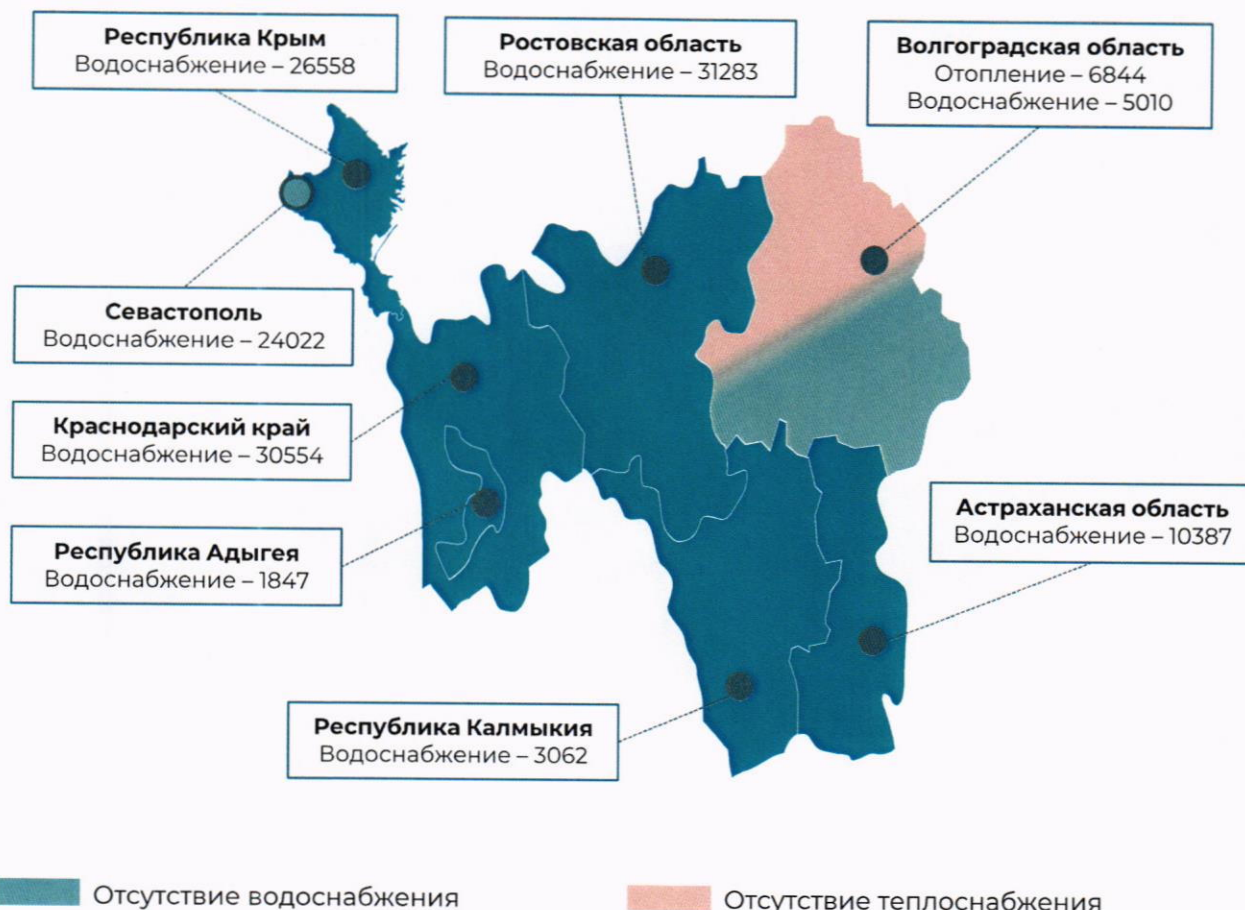 Республика Крым
Водоснабжение – 26558
Ростовская область
Водоснабжение – 31283
Волгоградская область
Отопление – 6844
Водоснабжение – 5010
Севастополь
Водоснабжение – 24022
Краснодарский край
Водоснабжение – 30554
Республика Адыгея
Водоснабжение – 1847
Астраханская область
Водоснабжение – 10387
Республика Калмыкия
Водоснабжение – 3062
Отсутствие водоснабжения
Отсутствие теплоснабжения